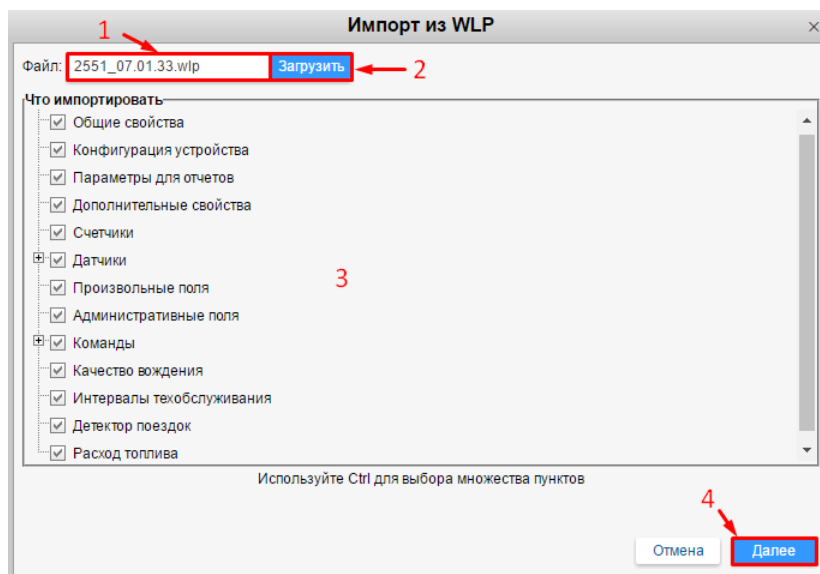 Импорт из WLP
1
Файл: 2551_07.01.33.wlp Загрузить 2
Что импортировать
Общие свойства
Конфигурация устройства
Параметры для отчетов
Дополнительные свойства
Счетчики
Датчики
3
Произвольные поля
Административные поля
Команды
Качество вождения
Интервалы техобслуживания
Детектор поездок
Расход топлива
Используйте Ctrl для выбора множества пунктов
4
Отмена Далее